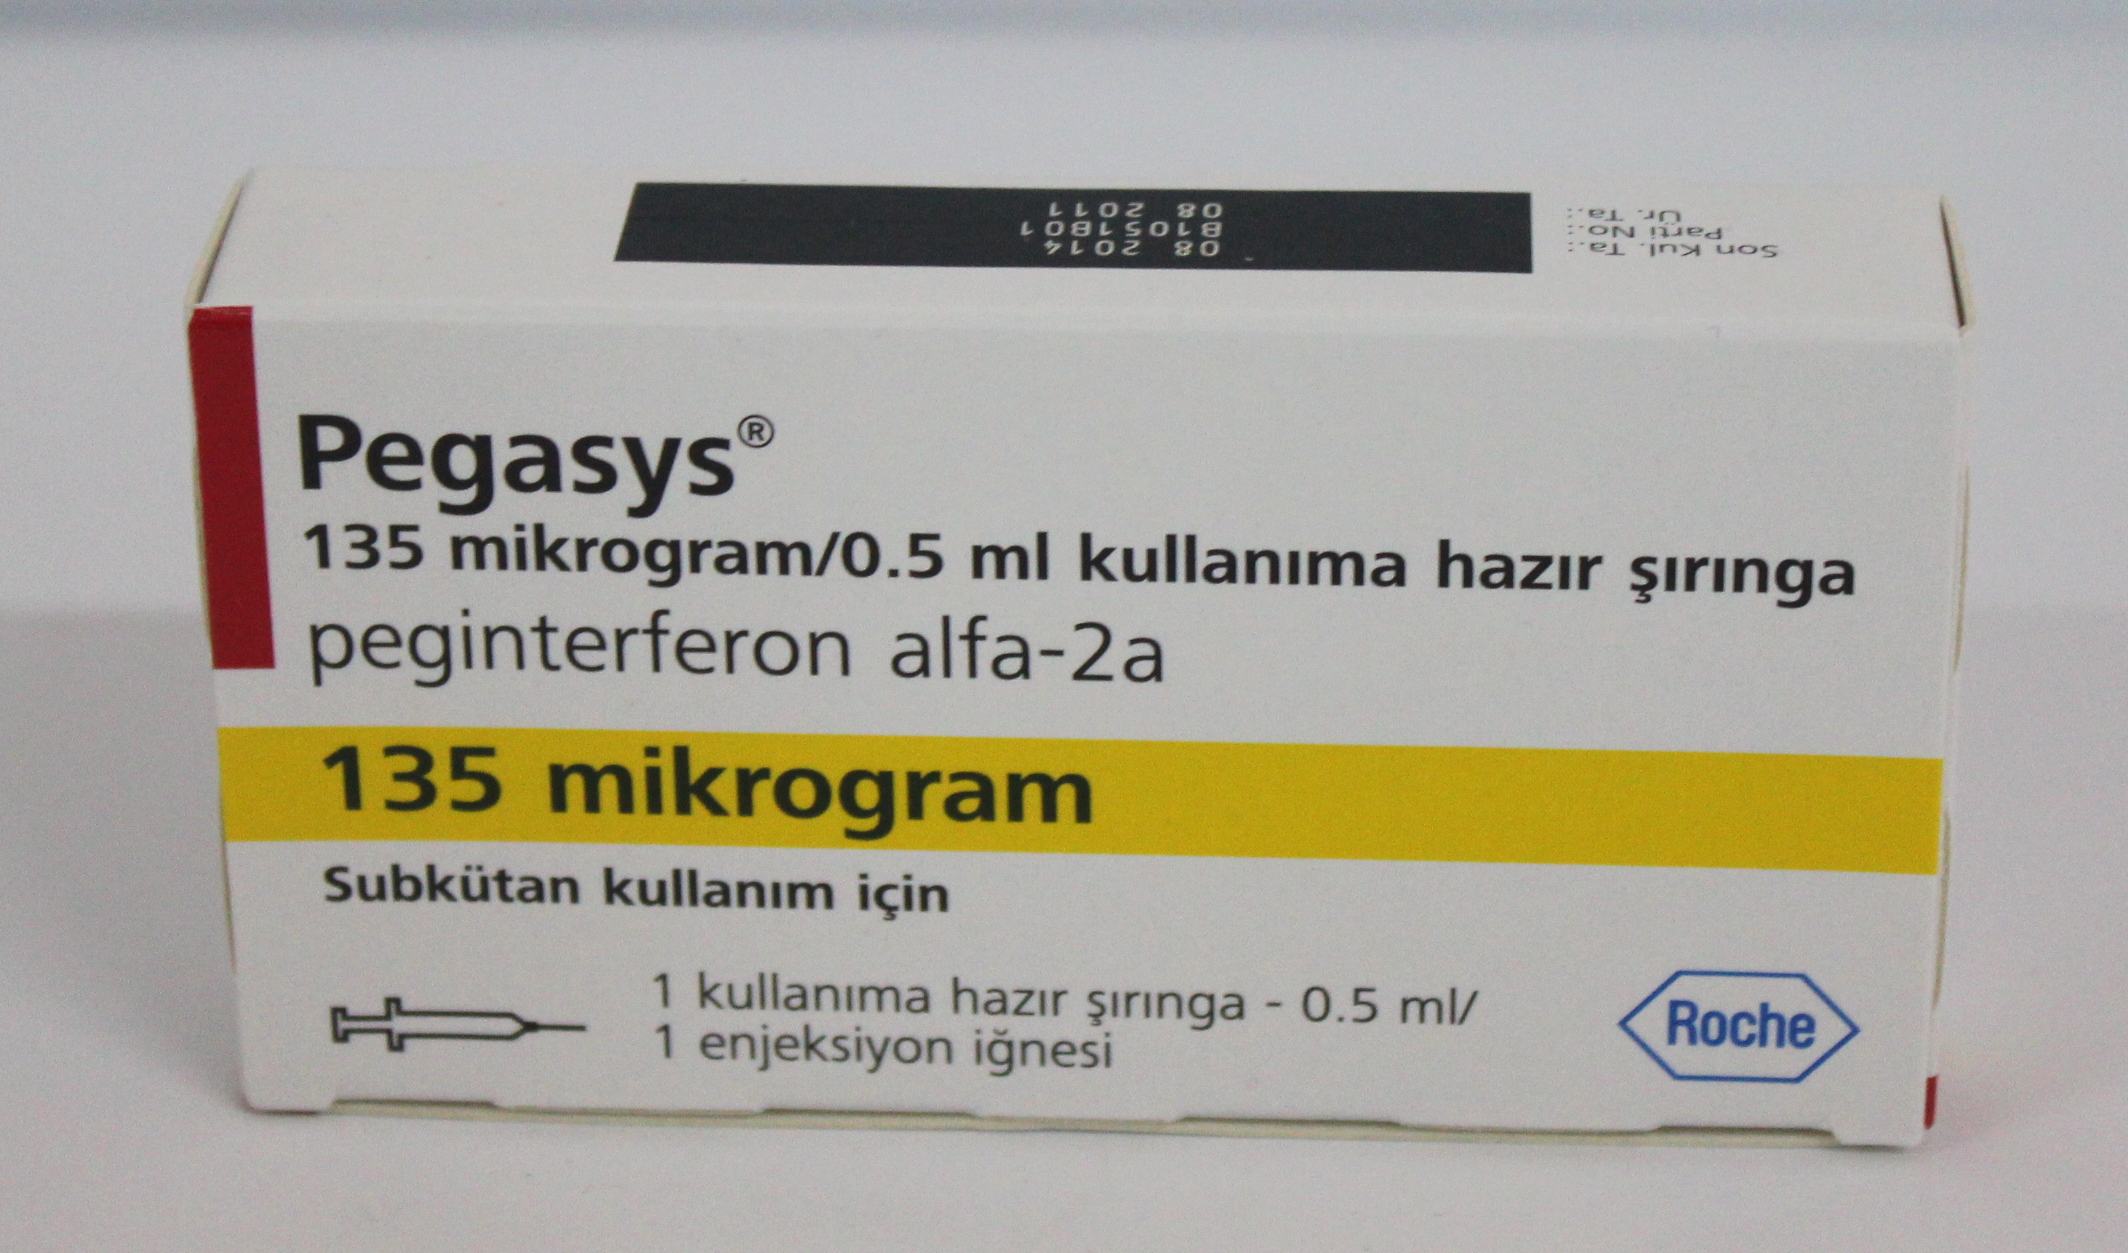 Son Kul. Ta.: 08 2014
Parti No.: B1051B01
Ür. Ta.: 08 2011
Pegasys®
135 mikrogram/0.5 ml kullanıma hazır şırınga
peginterferon alfa-2a
135 mikrogram
Subkütan kullanım için
1 kullanıma hazır şırınga - 0.5 ml/
1 enjeksiyon iğnesi
Roche